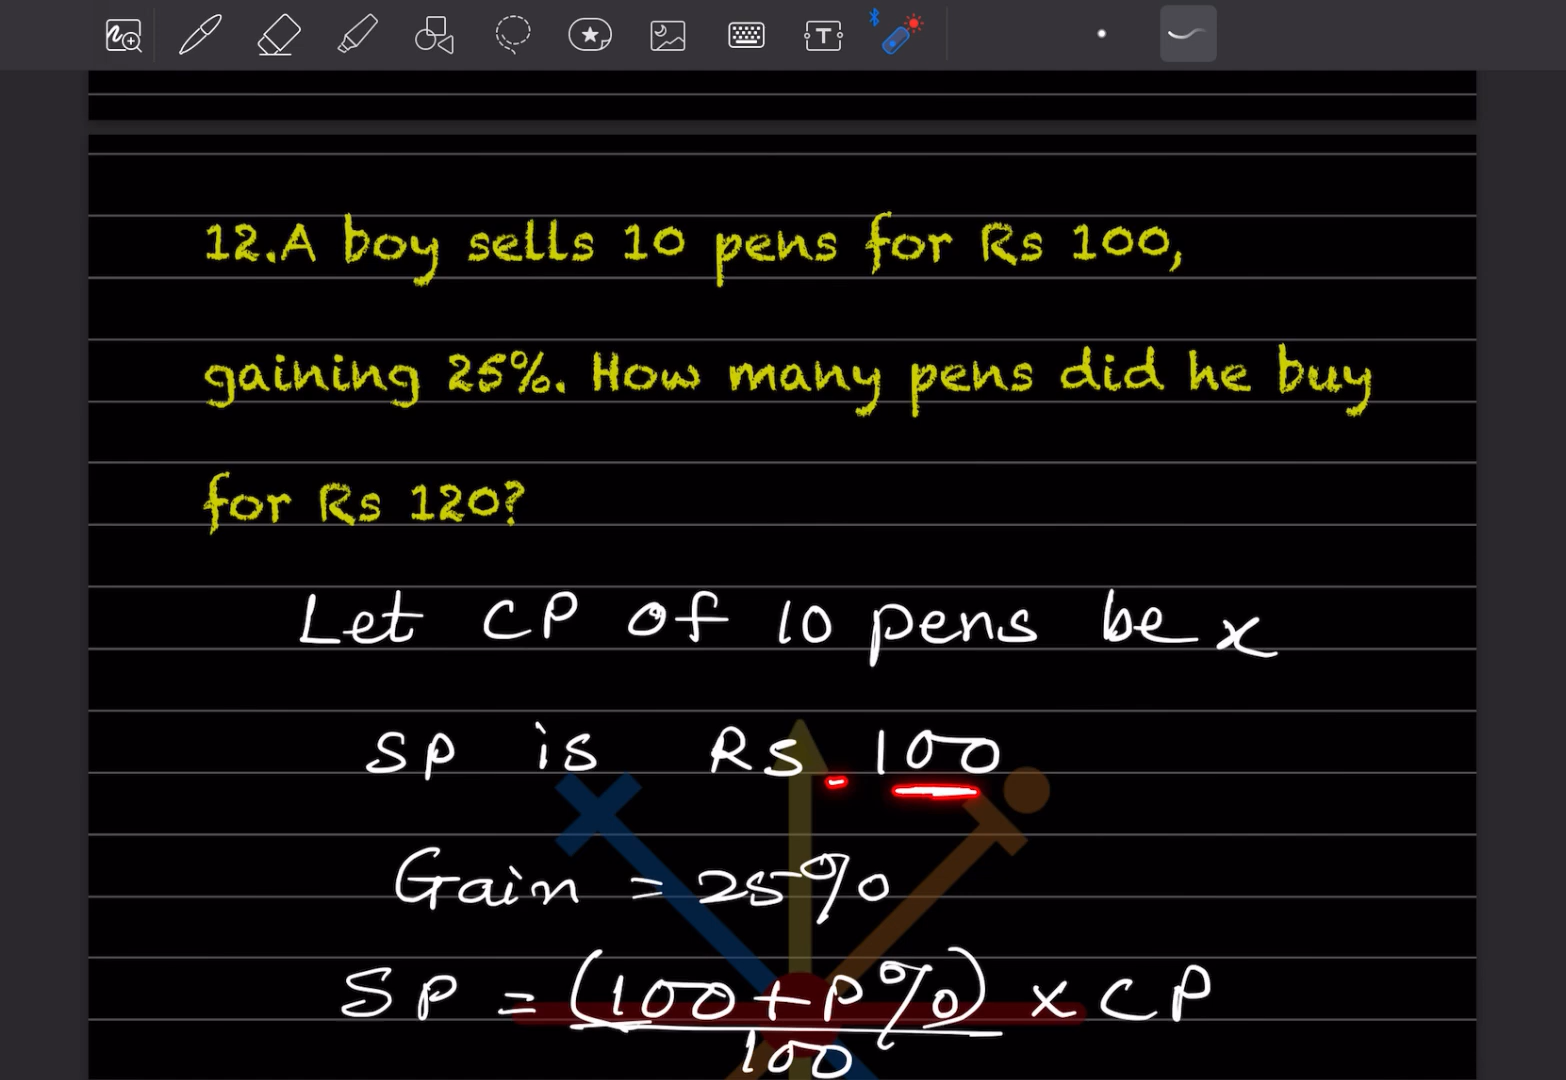 12.A boy sells 10 pens for Rs 100,
gaining 25%. How many pens did he buy
for Rs 120?
Let CP of 10 pens be x
SP is Rs. 100
Gain = 25%
SP = (100+P%) x CP
100